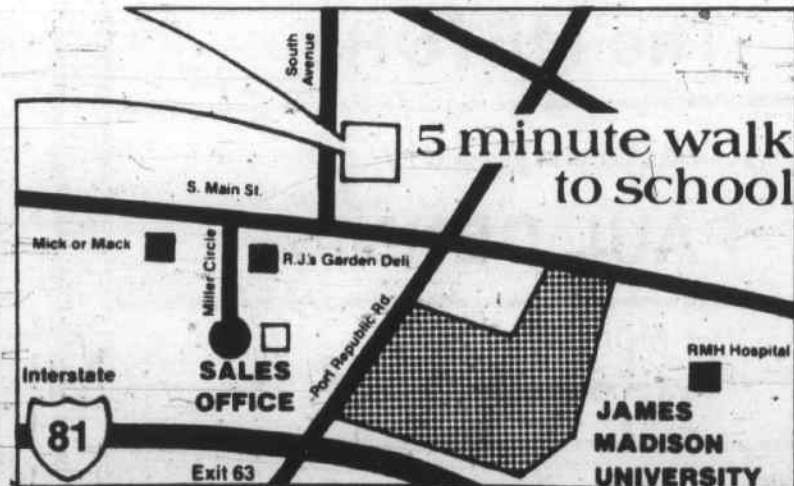 South
Avenue
5 minute walk
to school
S. Main St.
Mick or Mack
Miller Circle
R.J.'s Garden Deli
Port Republic Rd.
RMH Hospital
Interstate
81
SALES
OFFICE
JAMES
MADISON
UNIVERSITY
Exit 63